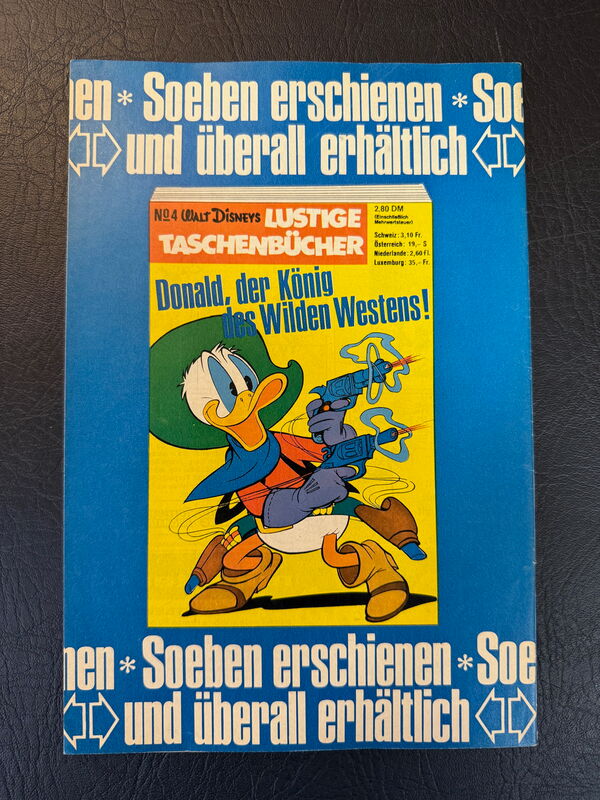 nen * Soeben erschienen * Soe
und überall erhältlich
No.4 Walt Disneys LUSTIGE
TASCHENBÜCHER
2,80 DM
(Einschließlich
Mehrwertsteuer)
Schweiz: 3,10 Fr.
Österreich: 19,- S
Niederlande: 2,60 Fl.
Luxemburg: 35,- Fr.
Donald, der König
des Wilden Westens!
nen * Soeben erschienen * Soe
und überall erhältlich